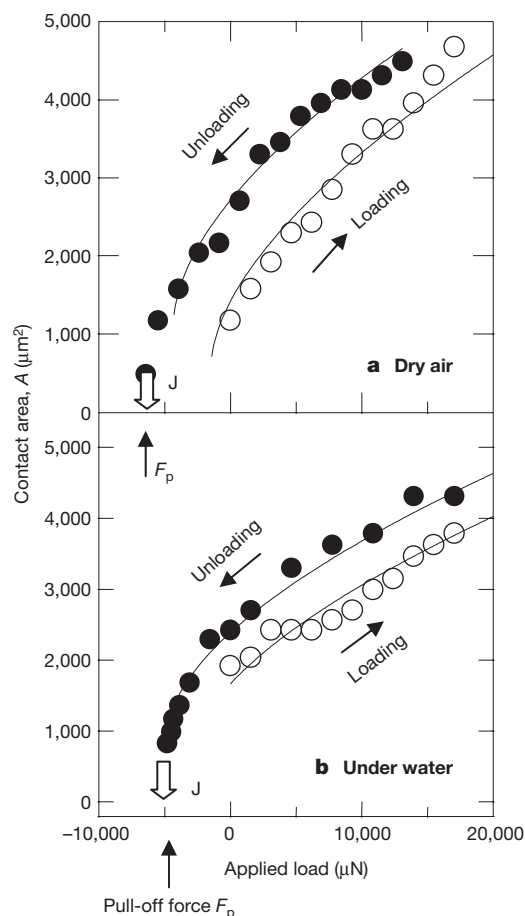 5,000
4,000
3,000
2,000
1,000
0
Unloading
Loading
a Dry air
J
Fp
Contact area, A (μm²)
5,000
4,000
3,000
2,000
1,000
0
Unloading
Loading
b Under water
J
−10,000 0 10,000 20,000
Applied load (μN)
Pull-off force Fp